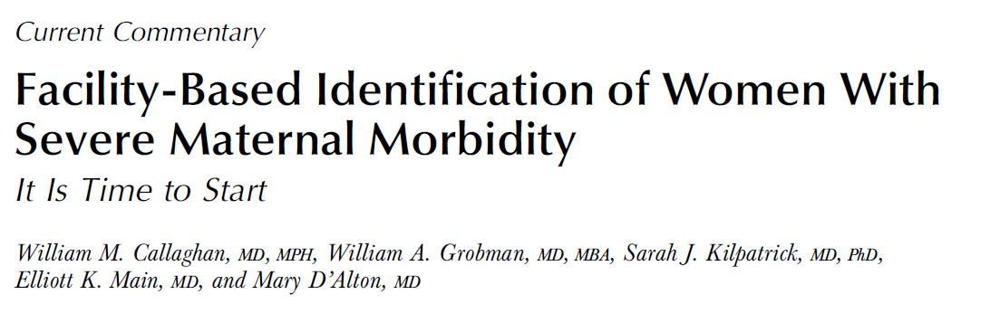 Current Commentary
Facility-Based Identification of Women With
Severe Maternal Morbidity
It Is Time to Start
William M. Callaghan, MD, MPH, William A. Grobman, MD, MBA, Sarah J. Kilpatrick, MD, PhD,
Elliott K. Main, MD, and Mary D’Alton, MD